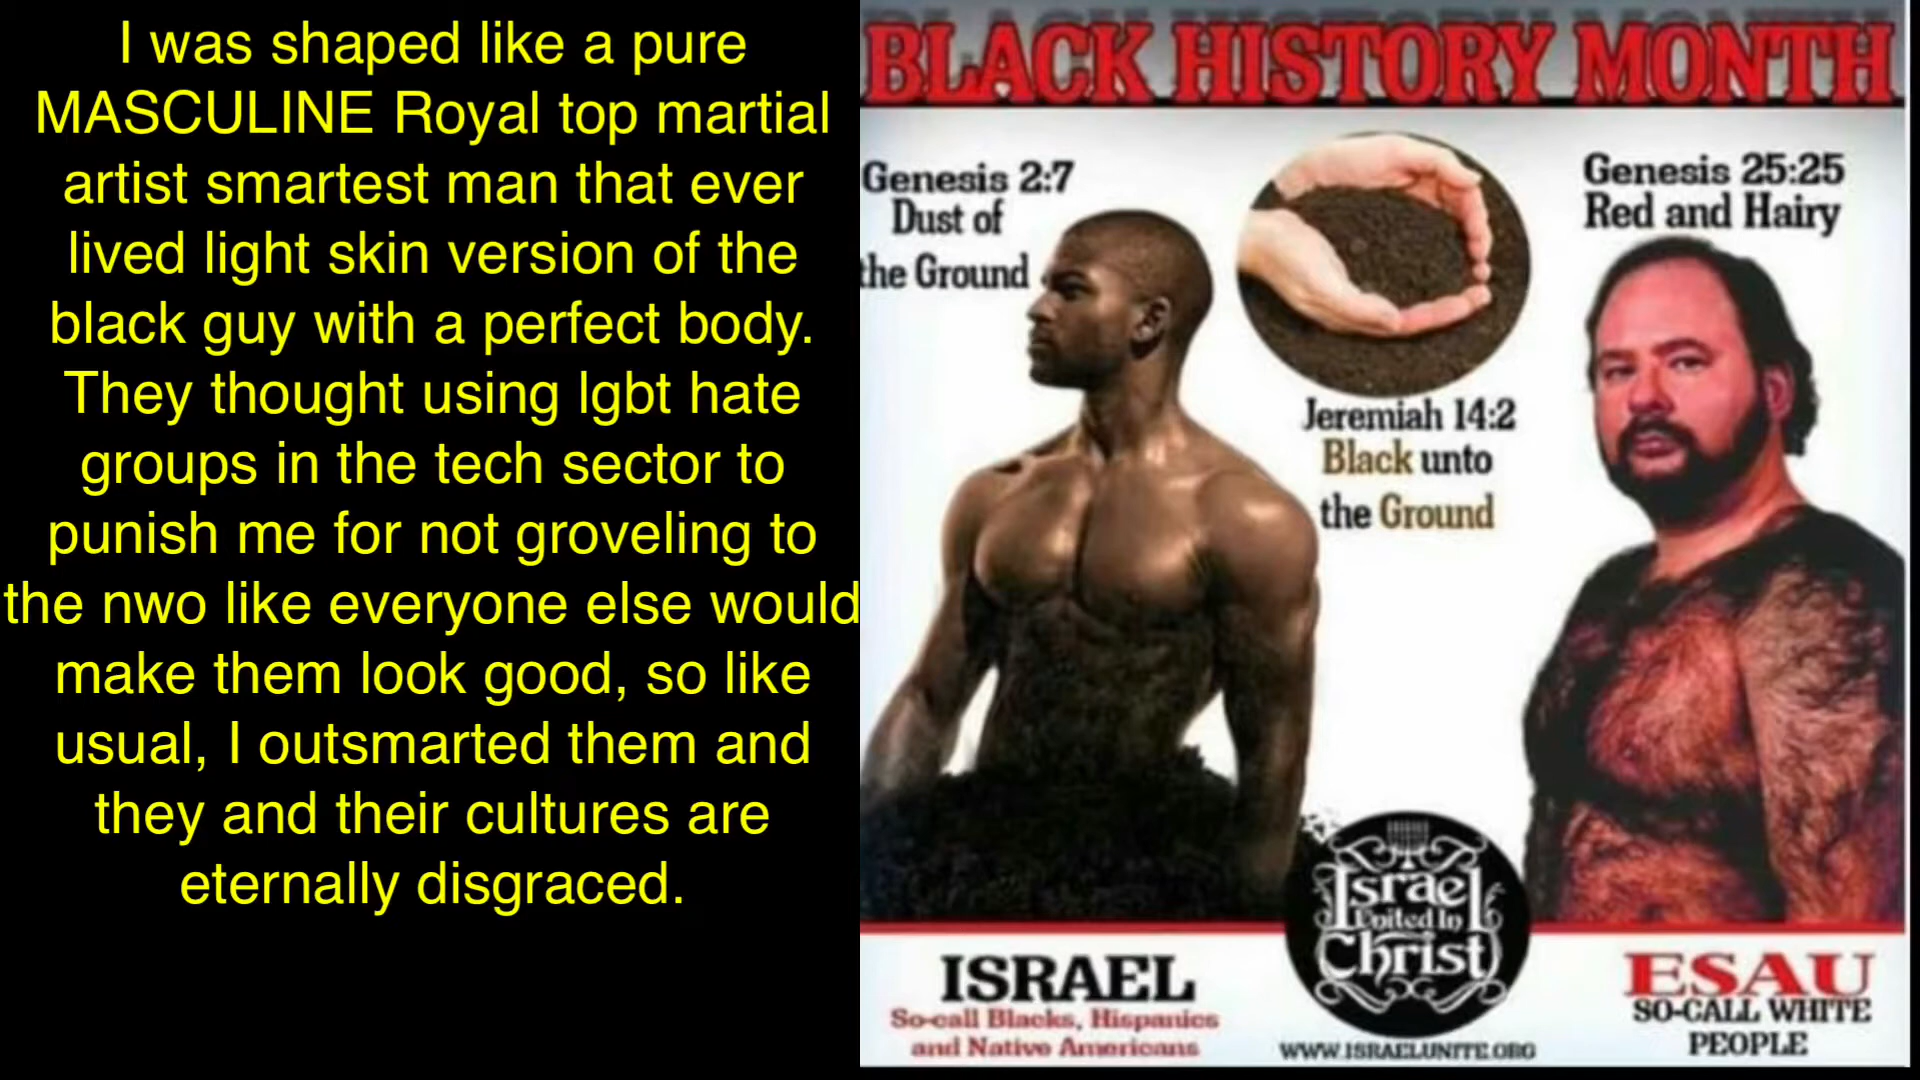 I was shaped like a pure
MASCULINE Royal top martial
artist smartest man that ever
lived light skin version of the
black guy with a perfect body.
They thought using lgbt hate
groups in the tech sector to
punish me for not groveling to
the nwo like everyone else would
make them look good, so like
usual, I outsmarted them and
they and their cultures are
eternally disgraced.
BLACK HISTORY MONTH
Genesis 2:7
Dust of
the Ground
Jeremiah 14:2
Black unto
the Ground
Genesis 25:25
Red and Hairy
ISRAEL
So-call Blacks, Hispanics
and Native Americans
Israel
United In
Christ
WWW.ISRAELUNITE.ORG
ESAU
SO-CALL WHITE
PEOPLE